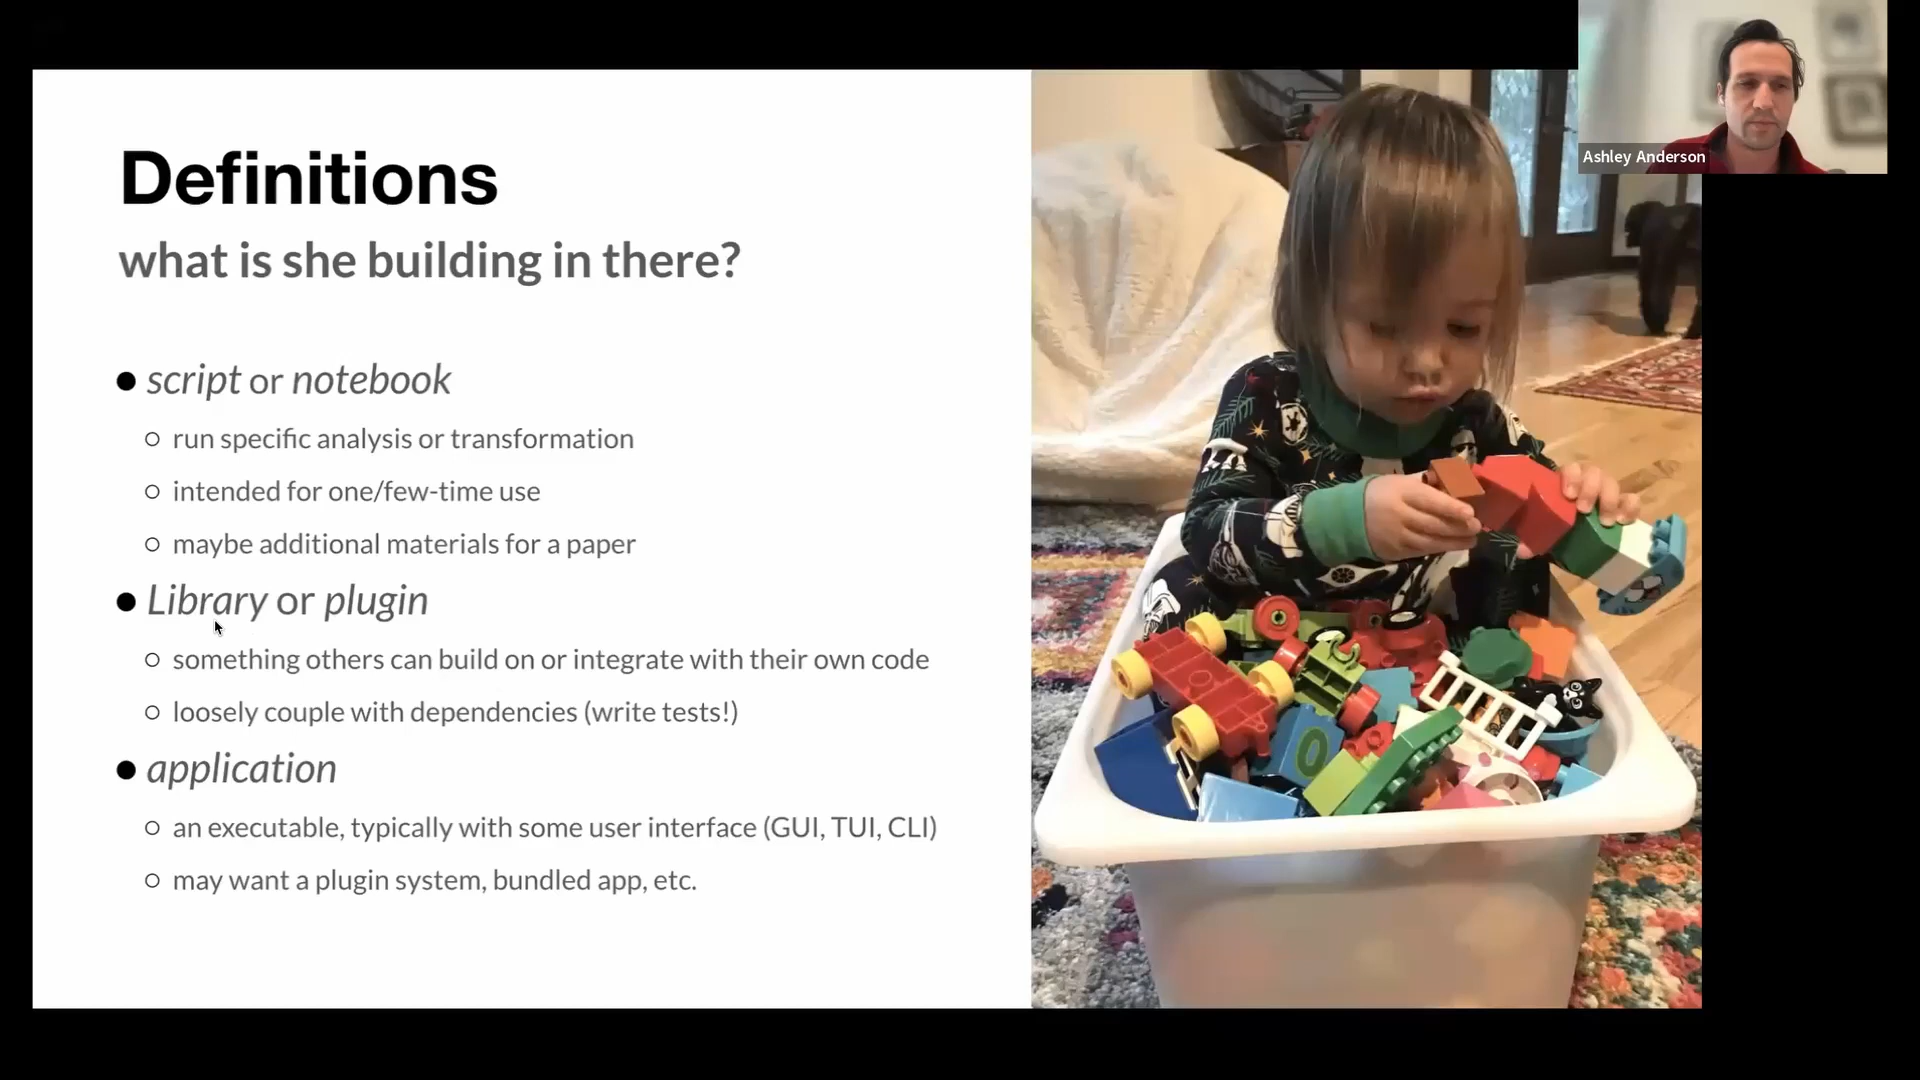 Definitions
what is she building in there?
script or notebook
run specific analysis or transformation
intended for one/few-time use
maybe additional materials for a paper
Library or plugin
something others can build on or integrate with their own code
loosely couple with dependencies (write tests!)
application
an executable, typically with some user interface (GUI, TUI, CLI)
may want a plugin system, bundled app, etc.
0
Ashley Anderson